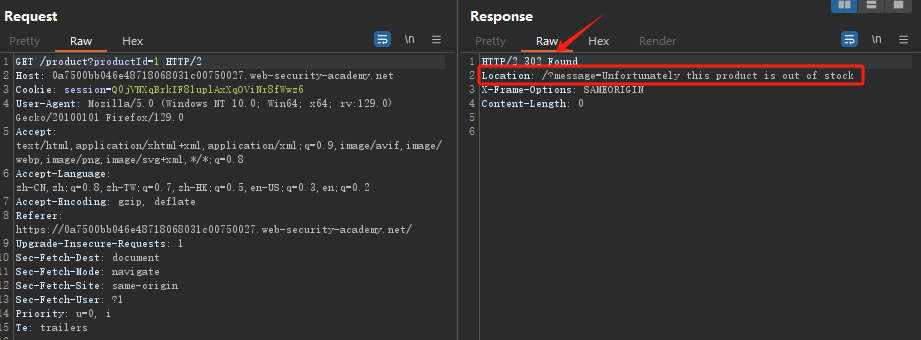 Request
Pretty Raw Hex
\n
1 GET /product?productId=1 HTTP/2
2 Host: 0a7500bb046e48718068031c00750027.web-security-academy.net
3 Cookie: session=
4 User-Agent: Mozilla/5.0 (Windows NT 10.0; Win64; x64; rv:129.0)
Gecko/20100101 Firefox/129.0
5 Accept:
text/html,application/xhtml+xml,application/xml;q=0.9,image/avif,image/
webp,image/png,image/svg+xml,*/*;q=0.8
6 Accept-Language:
zh-CN,zh;q=0.8,zh-TW;q=0.7,zh-HK;q=0.5,en-US;q=0.3,en;q=0.2
7 Accept-Encoding: gzip, deflate
8 Referer:
https://0a7500bb046e48718068031c00750027.web-security-academy.net/
9 Upgrade-Insecure-Requests: 1
10 Sec-Fetch-Dest: document
11 Sec-Fetch-Mode: navigate
12 Sec-Fetch-Site: same-origin
13 Sec-Fetch-User: ?1
14 Priority: u=0, i
15 Te: trailers
16
Response
Pretty Raw Hex Render
\n
1 HTTP/2 302 Found
2 Location: /?message=Unfortunately this product is out of stock
3 X-Frame-Options: SAMEORIGIN
4 Content-Length: 0
5
6